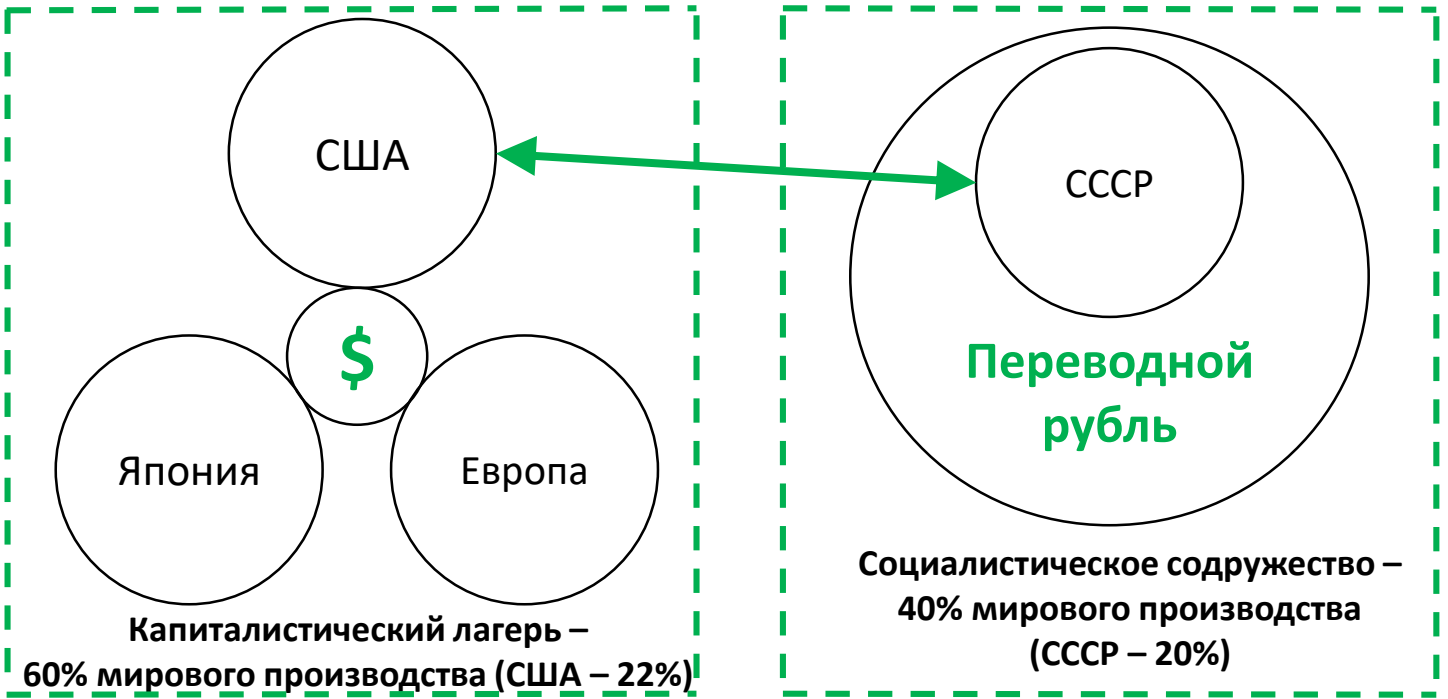 США
$
Япония
Европа
Капиталистический лагерь –
60% мирового производства (США – 22%)
СССР
Переводной
рубль
Социалистическое содружество –
40% мирового производства
(СССР – 20%)